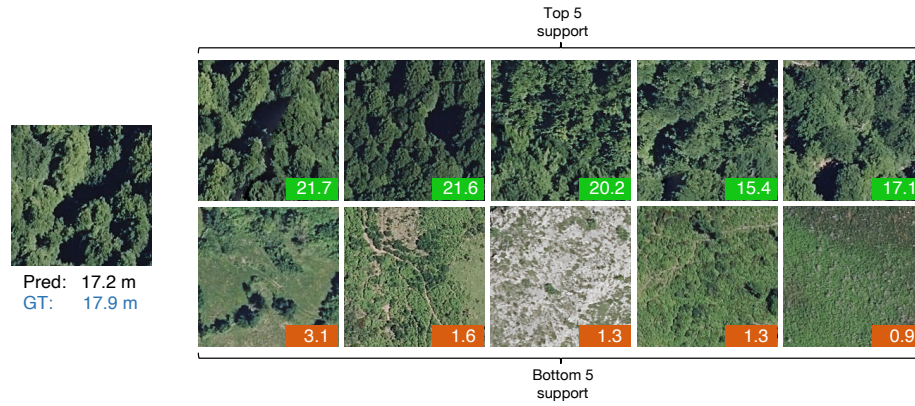 Top 5
support
21.7
21.6
20.2
15.4
17.1
Pred: 17.2 m
GT: 17.9 m
3.1
1.6
1.3
1.3
0.9
Bottom 5
support